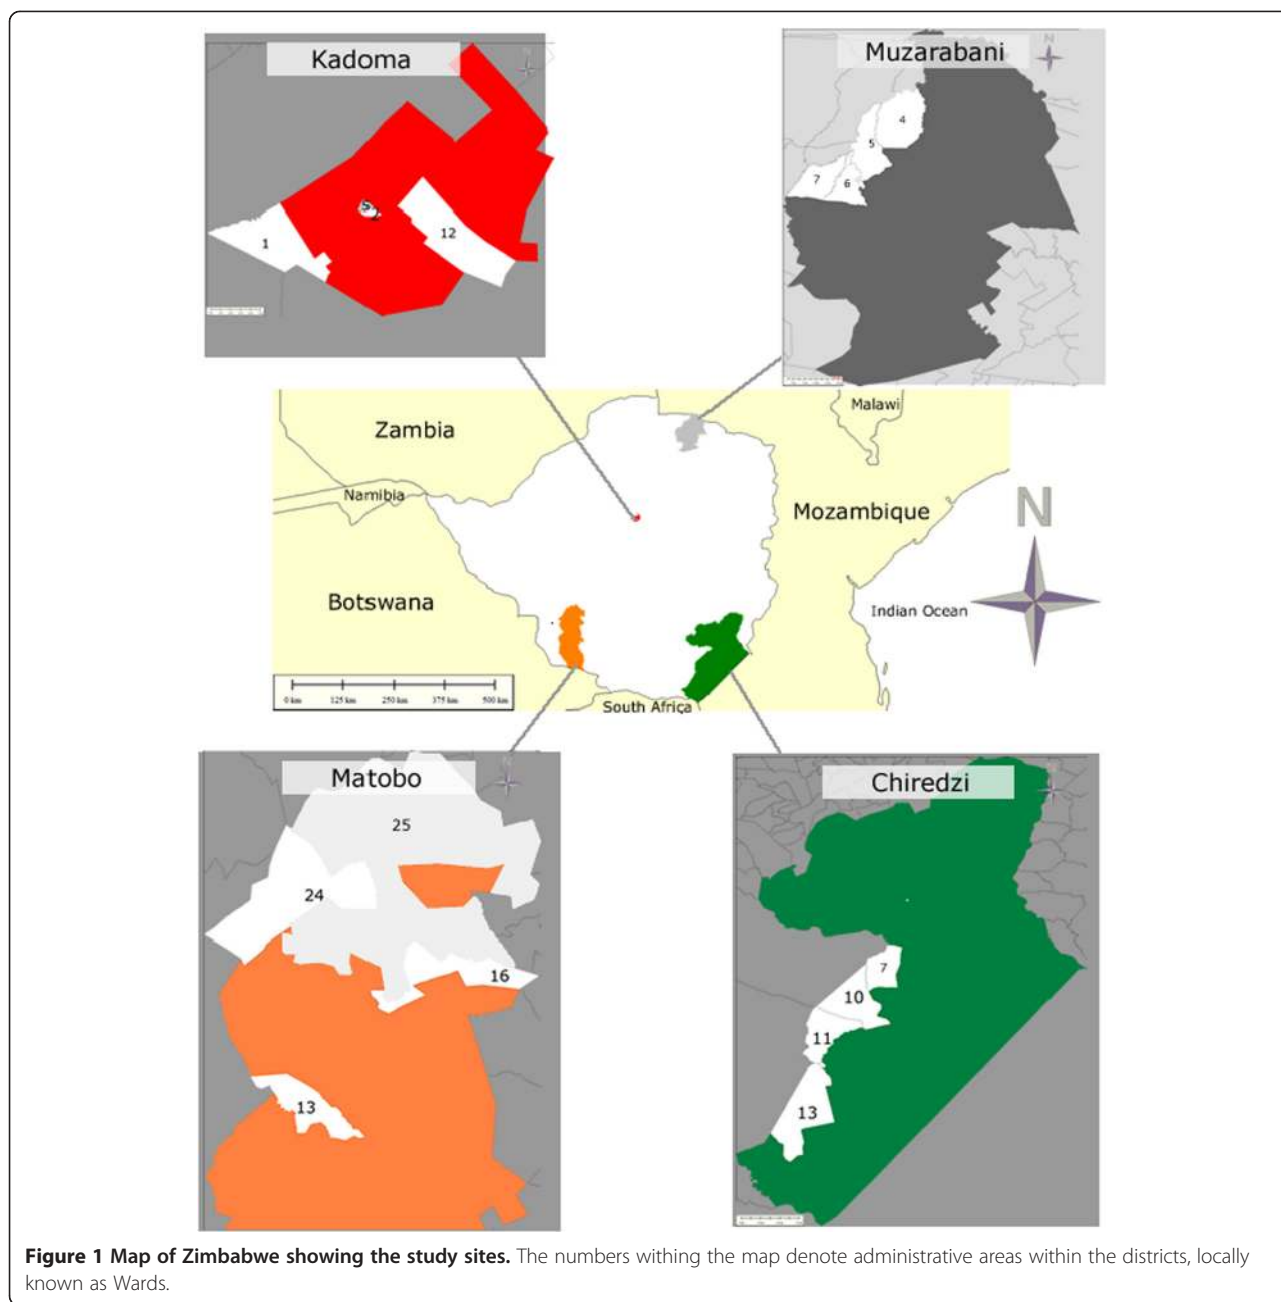 Kadoma
N
5
2
12
1
Muzarabani
N
4
5
7
6
Zambia
Malawi
Namibia
Mozambique
N
Botswana
Indian Ocean
0 km 125 km 250 km 375 km 500 km
South Africa
Matobo
25
24
16
13
Chiredzi
7
10
11
13
Figure 1 Map of Zimbabwe showing the study sites. The numbers withing the map denote administrative areas within the districts, locally
known as Wards.